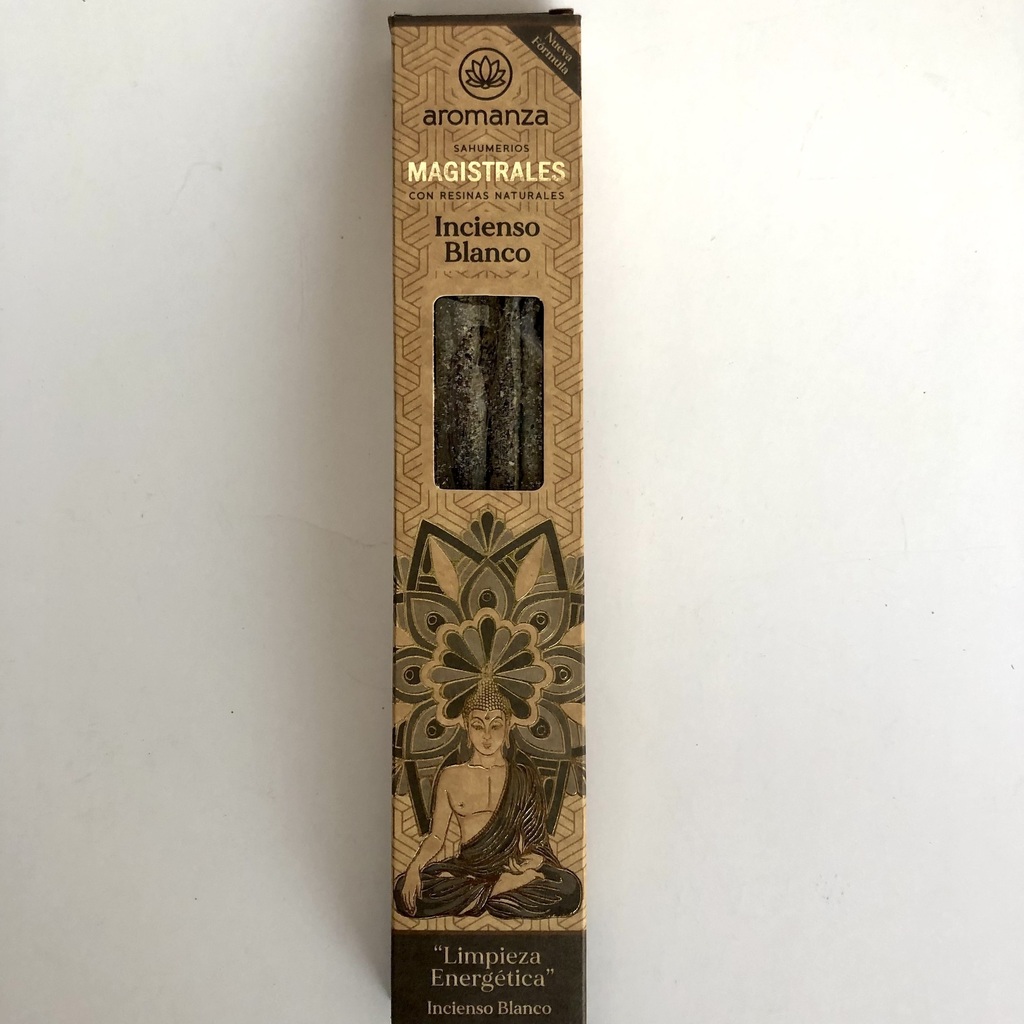 Nueva
Fórmula
aromanza
SAHUMERIOS
MAGISTRALES
CON RESINAS NATURALES
Incienso
Blanco
“Limpieza
Energética”
Incienso Blanco